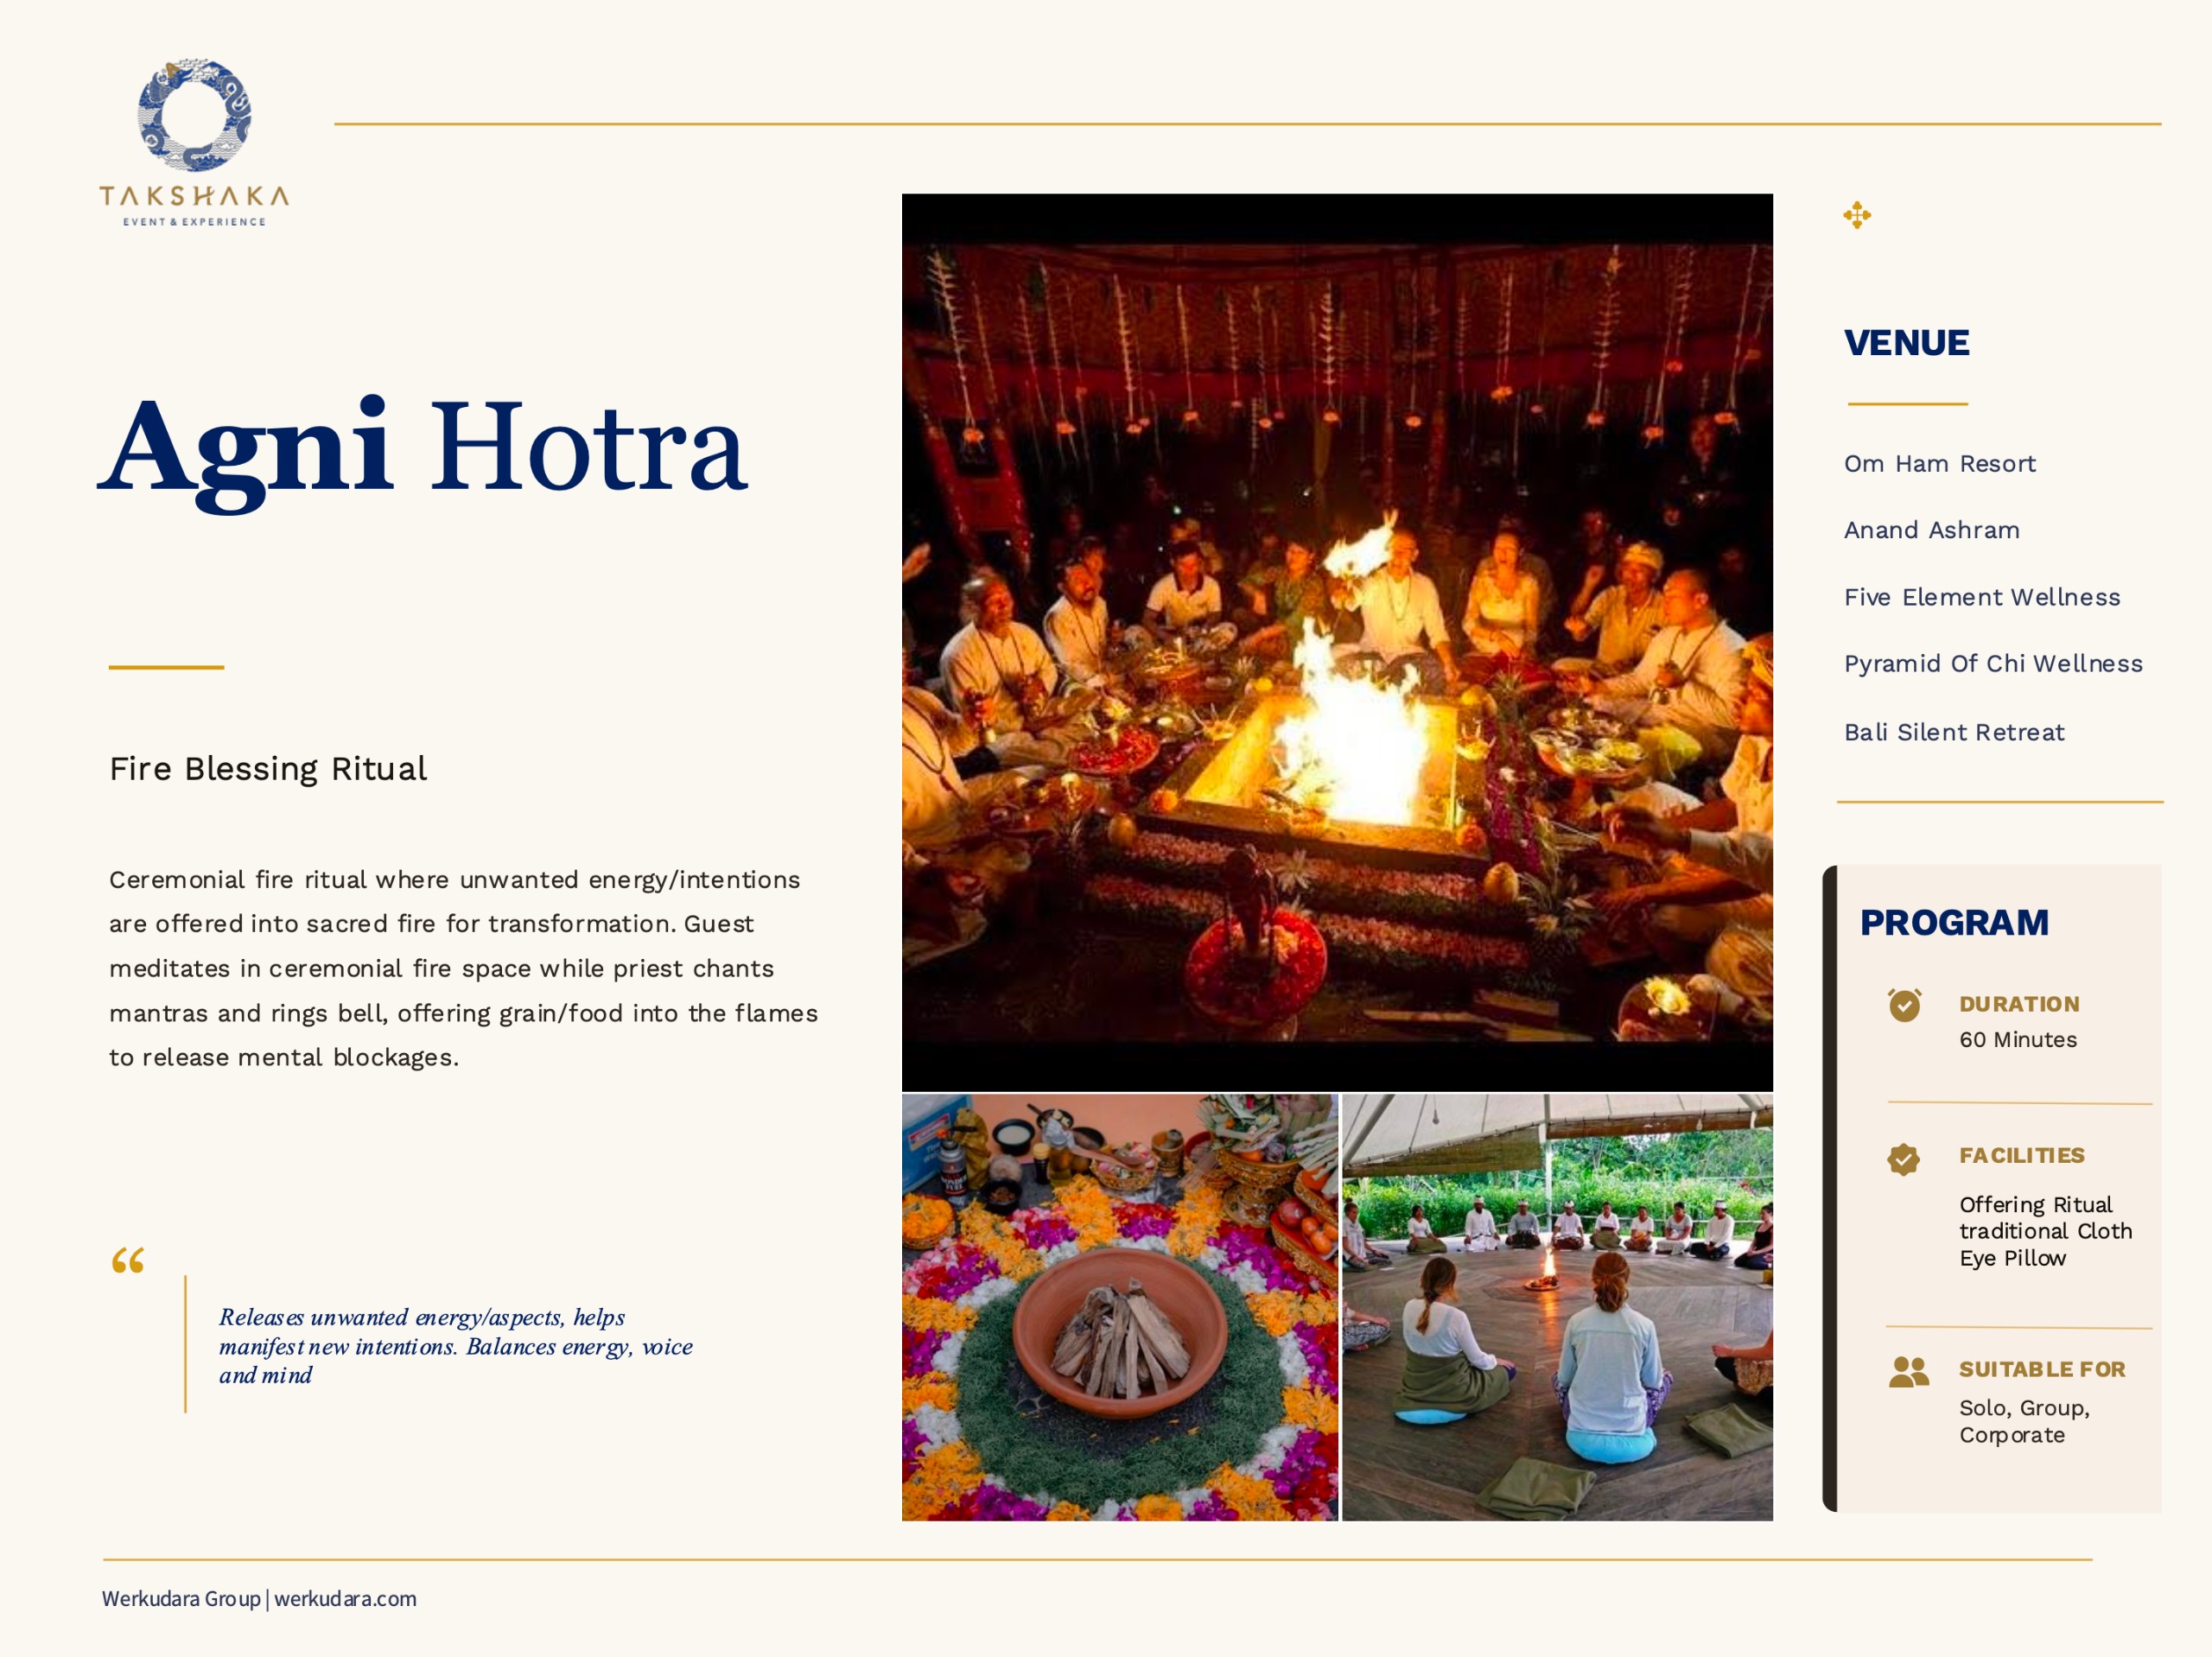 TAKSHAKA
EVENT & EXPERIENCE
Agni Hotra
Fire Blessing Ritual
Ceremonial fire ritual where unwanted energy/intentions
are offered into sacred fire for transformation. Guest
meditates in ceremonial fire space while priest chants
mantras and rings bell, offering grain/food into the flames
to release mental blockages.
“
Releases unwanted energy/aspects, helps
manifest new intentions. Balances energy, voice
and mind
VENUE
Om Ham Resort
Anand Ashram
Five Element Wellness
Pyramid Of Chi Wellness
Bali Silent Retreat
PROGRAM
DURATION
60 Minutes
FACILITIES
Offering Ritual
traditional Cloth
Eye Pillow
SUITABLE FOR
Solo, Group,
Corporate
Werkudara Group | werkudara.com